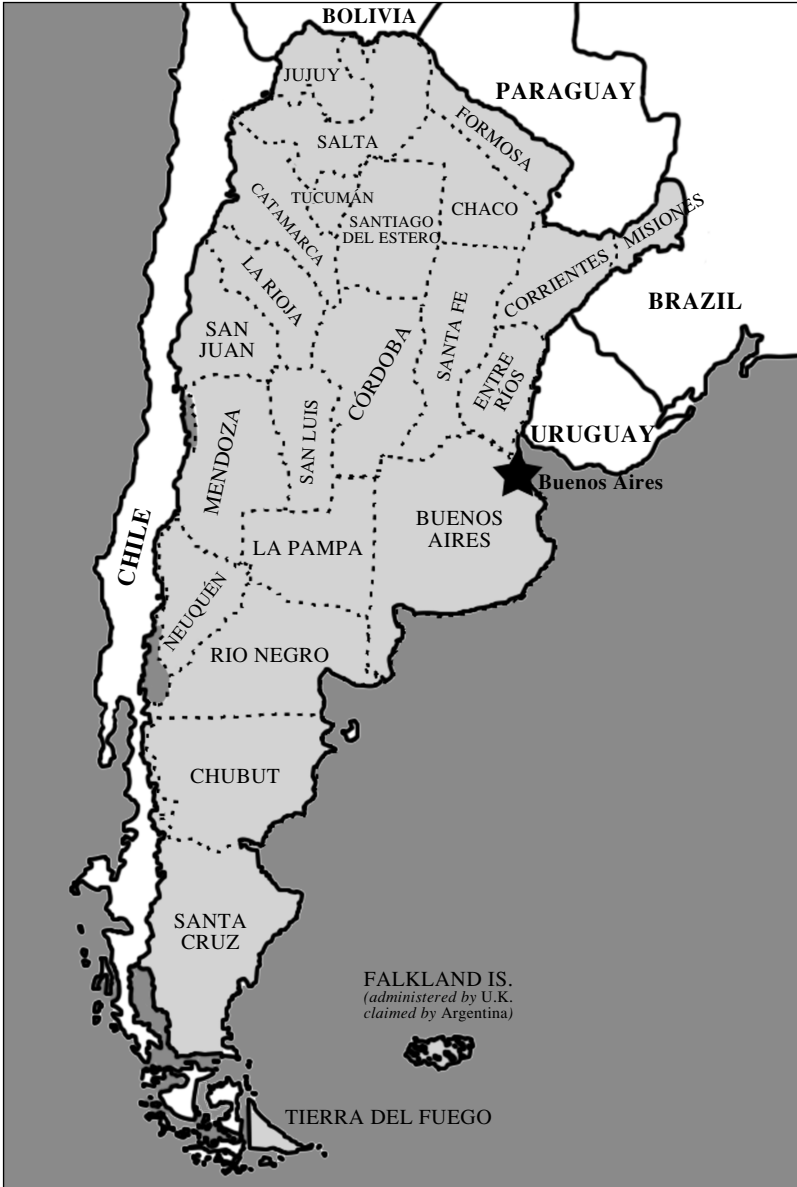 BOLIVIA
JUJUY
PARAGUAY
FORMOSA
SALTA
TUCUMÁN
CATAMARCA
SANTIAGO
DEL ESTERO
CHACO
MISIONES
CORRIENTES
LA RIOJA
BRAZIL
SAN
JUAN
SANTA FE
CÓRDOBA
ENTRE
RÍOS
SAN LUIS
MENDOZA
URUGUAY
Buenos Aires
BUENOS
AIRES
CHILE
LA PAMPA
NEUQUÉN
RIO NEGRO
CHUBUT
SANTA
CRUZ
FALKLAND IS.
(administered by U.K.
claimed by Argentina)
TIERRA DEL FUEGO